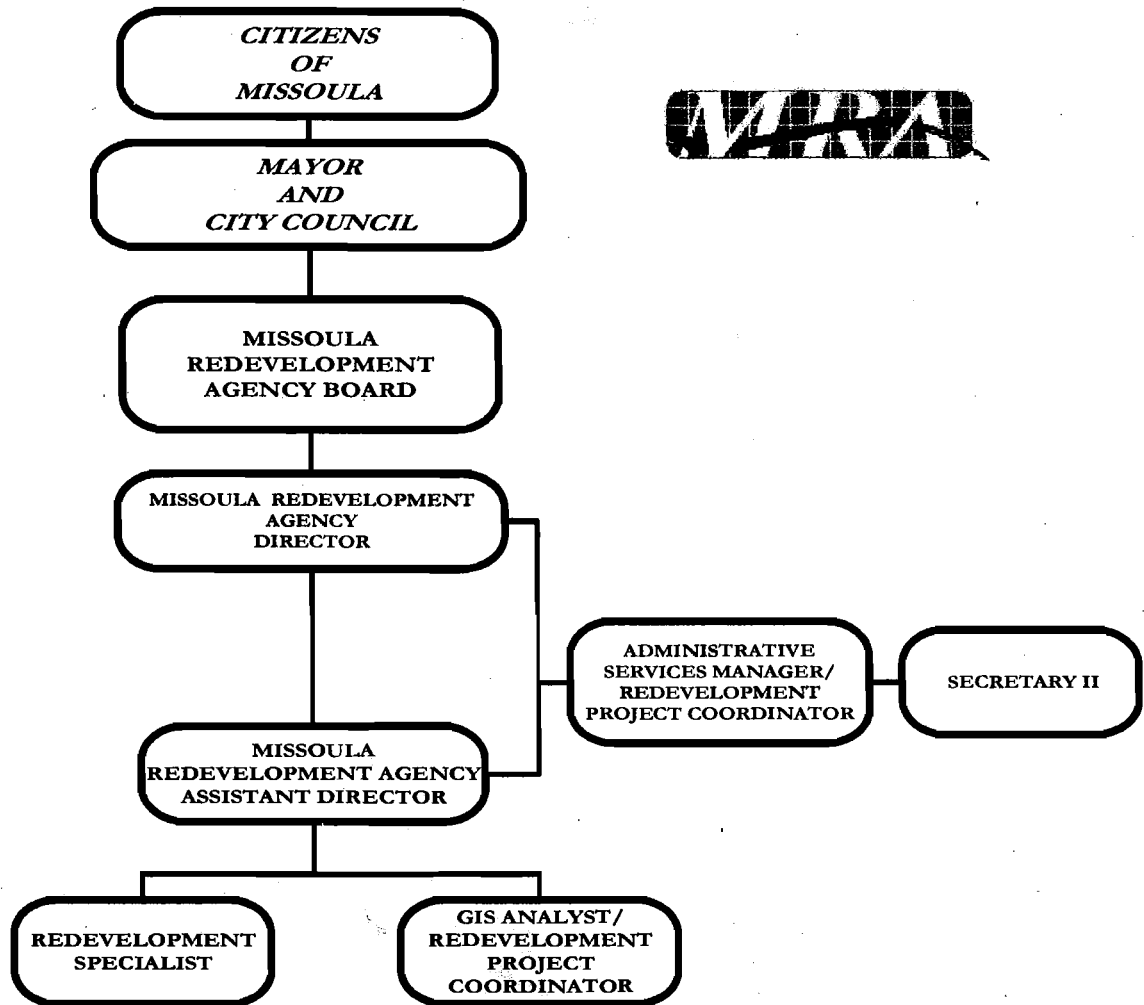 CITIZENS
OF
MISSOULA
MRA
MAYOR
AND
CITY COUNCIL
MISSOULA
REDEVELOPMENT
AGENCY BOARD
MISSOULA REDEVELOPMENT
AGENCY
DIRECTOR
ADMINISTRATIVE
SERVICES MANAGER/
REDEVELOPMENT
PROJECT COORDINATOR
SECRETARY II
MISSOULA
REDEVELOPMENT AGENCY
ASSISTANT DIRECTOR
REDEVELOPMENT
SPECIALIST
GIS ANALYST/
REDEVELOPMENT
PROJECT
COORDINATOR